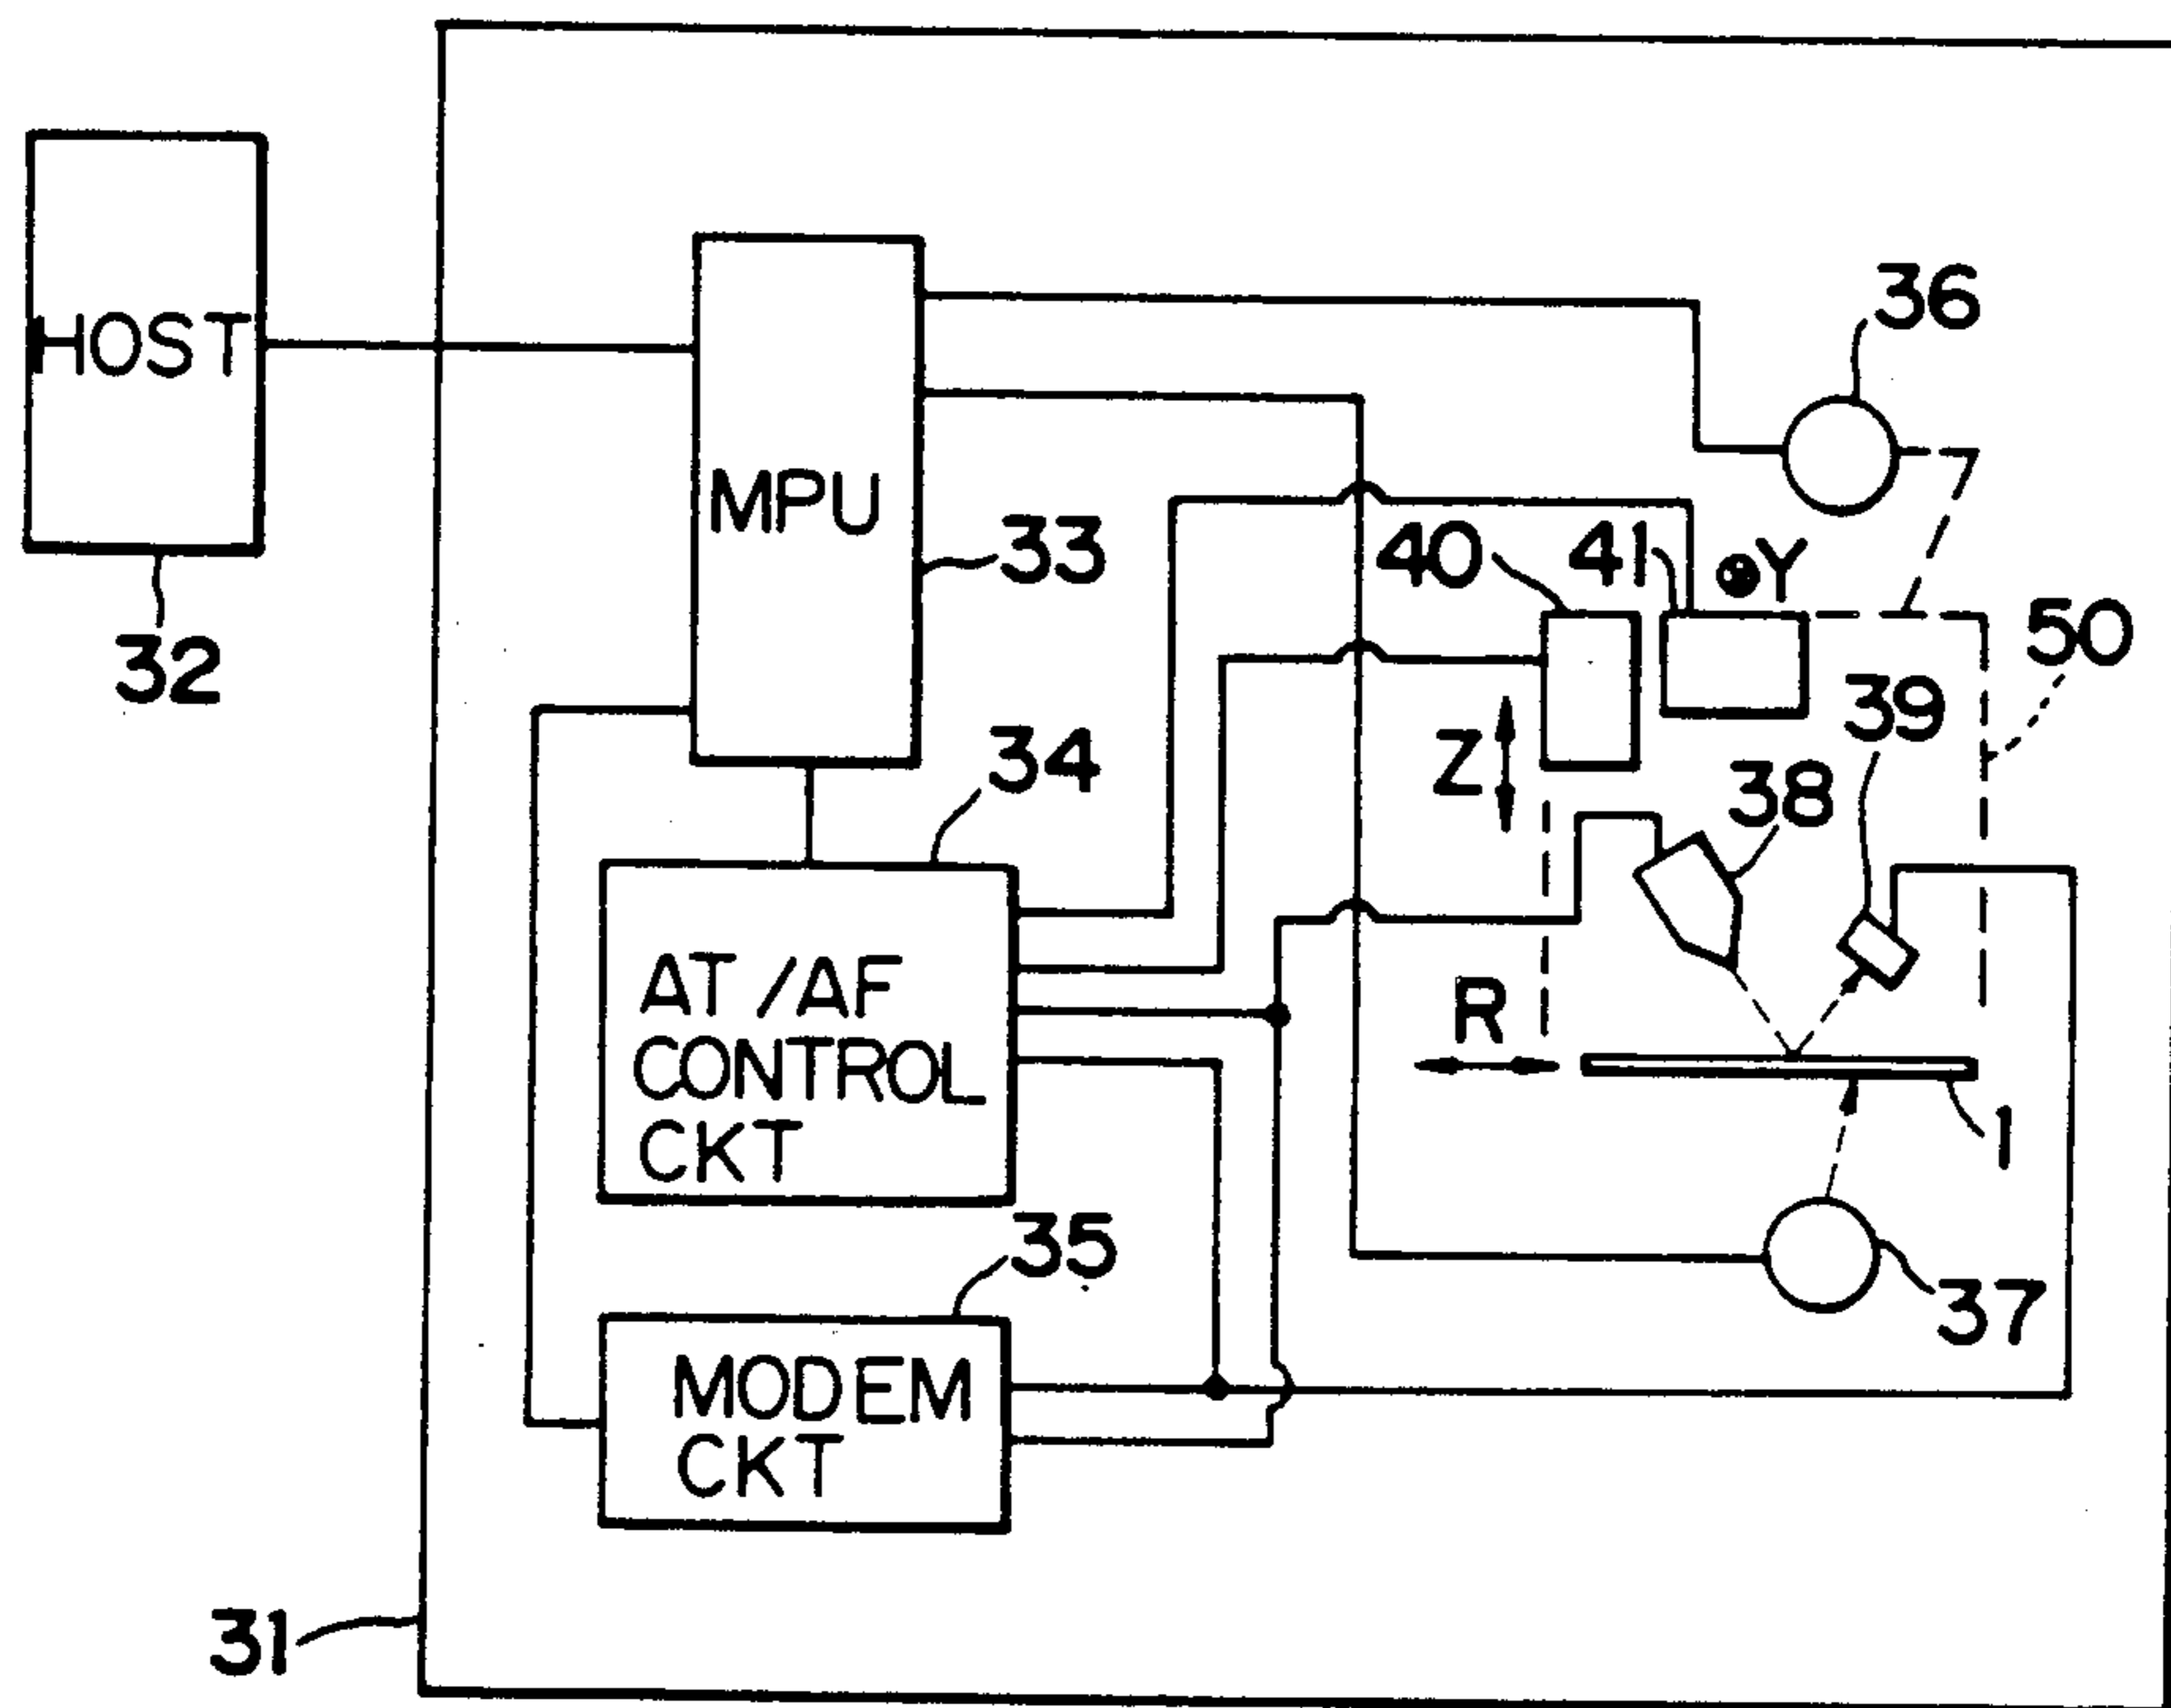 HOST
32
MPU
33
36
40
41
Y
50
39
Z
38
34
AT/AF
CONTROL
CKT
R
1
35
37
MODEM
CKT
31